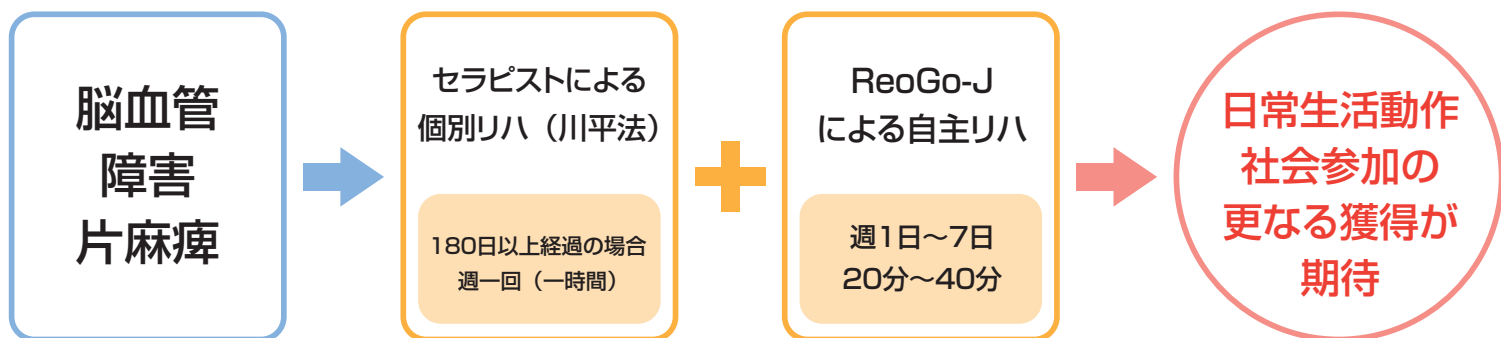 脳血管
障害
片麻痺
セラピストによる
個別リハ（川平法）
180日以上経過の場合
週一回（一時間）
ReoGo-J
による自主リハ
週1日〜7日
20分〜40分
日常生活動作
社会参加の
更なる獲得が
期待